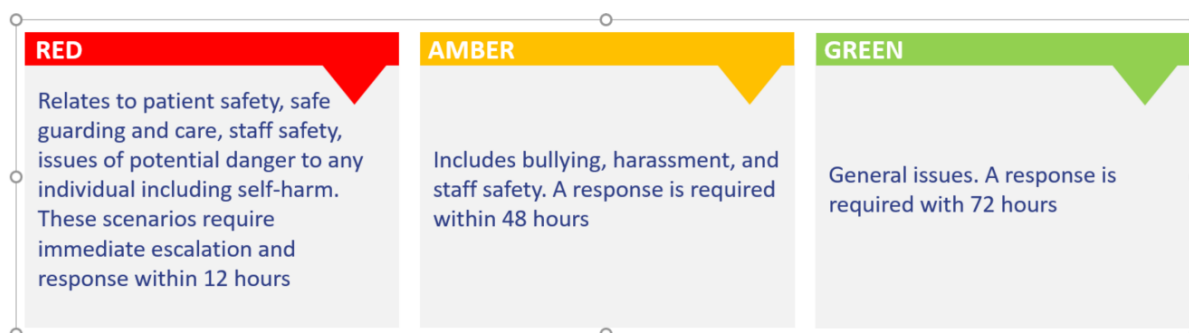 RED
Relates to patient safety, safe
guarding and care, staff safety,
issues of potential danger to any
individual including self-harm.
These scenarios require
immediate escalation and
response within 12 hours
AMBER
Includes bullying, harassment, and
staff safety. A response is required
within 48 hours
GREEN
General issues. A response is
required with 72 hours